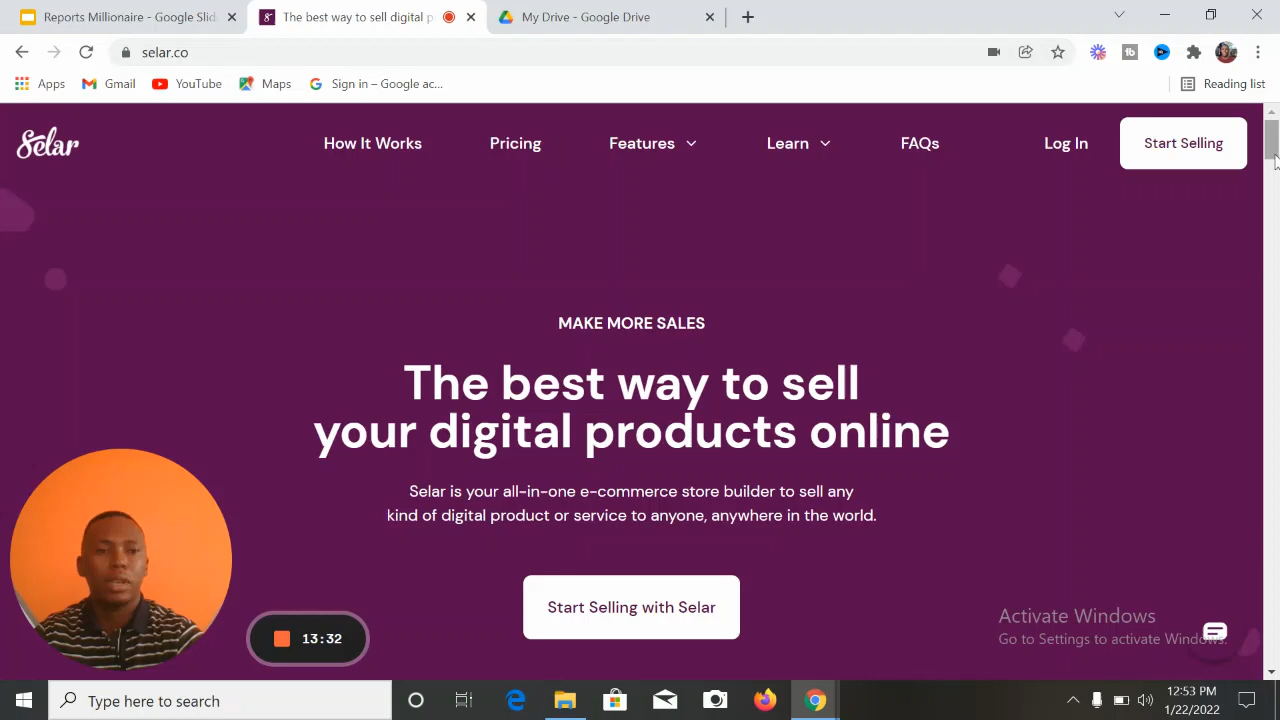 Reports Millionaire - Google Slid
The best way to sell digital p
My Drive - Google Drive
selar.co
Apps
Gmail
YouTube
Maps
Sign in – Google ac...
Reading list
Selar
How It Works
Pricing
Features
Learn
FAQs
Log In
Start Selling
MAKE MORE SALES
The best way to sell
your digital products online
Selar is your all-in-one e-commerce store builder to sell any
kind of digital product or service to anyone, anywhere in the world.
Start Selling with Selar
13:32
Activate Windows
Go to Settings to activate Windows.
Type here to search
12:53 PM
1/22/2022